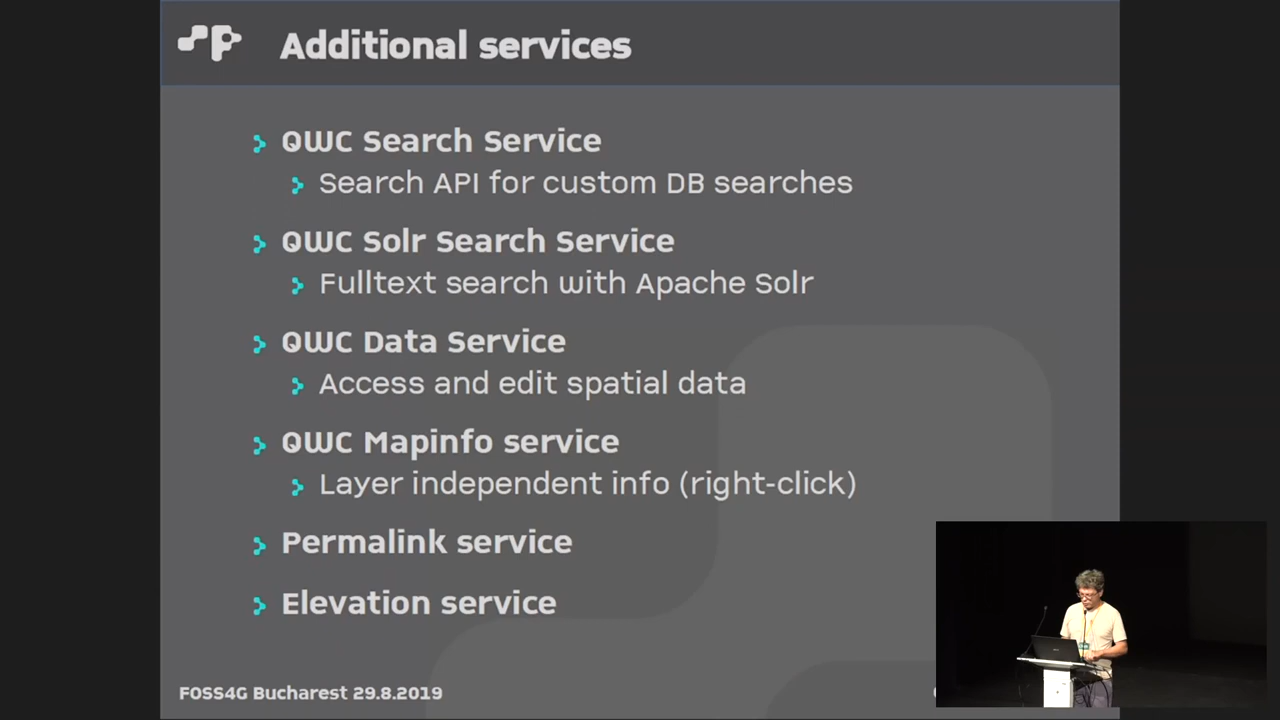 Additional services
QWC Search Service
Search API for custom DB searches
QWC Solr Search Service
Fulltext search with Apache Solr
QWC Data Service
Access and edit spatial data
QWC Mapinfo service
Layer independent info (right-click)
Permalink service
Elevation service
FOSS4G Bucharest 29.8.2019